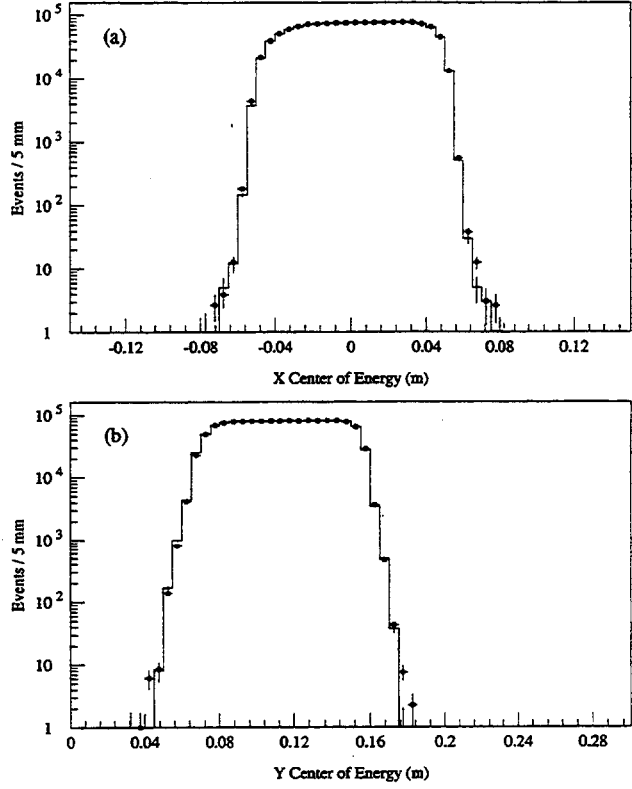 (a)
Events / 5 mm
10^5
10^4
10^3
10^2
10
1
-0.12 -0.08 -0.04 0 0.04 0.08 0.12
X Center of Energy (m)
(b)
Events / 5 mm
10^5
10^4
10^3
10^2
10
1
0 0.04 0.08 0.12 0.16 0.2 0.24 0.28
Y Center of Energy (m)